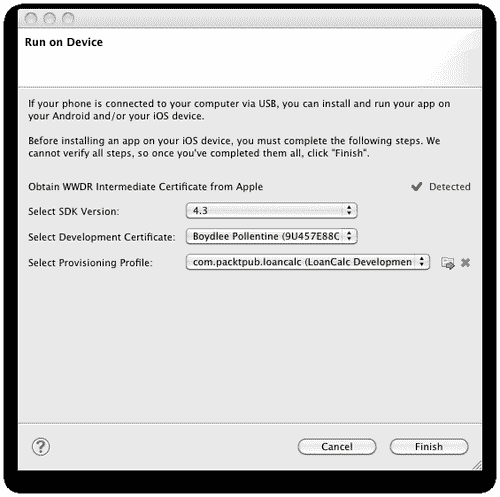 Run on Device
If your phone is connected to your computer via USB, you can install and run your app on
your Android and/or your iOS device.
Before installing an app on your iOS device, you must complete the following steps. We
cannot verify all steps, so once you've completed them all, click "Finish".
Obtain WWDR Intermediate Certificate from Apple Detected
Select SDK Version: 4.3
Select Development Certificate: Boydlee Pollentine (9U457E88C
Select Provisioning Profile: com.packtpub.loancalc (LoanCalc Developmen
? Cancel Finish